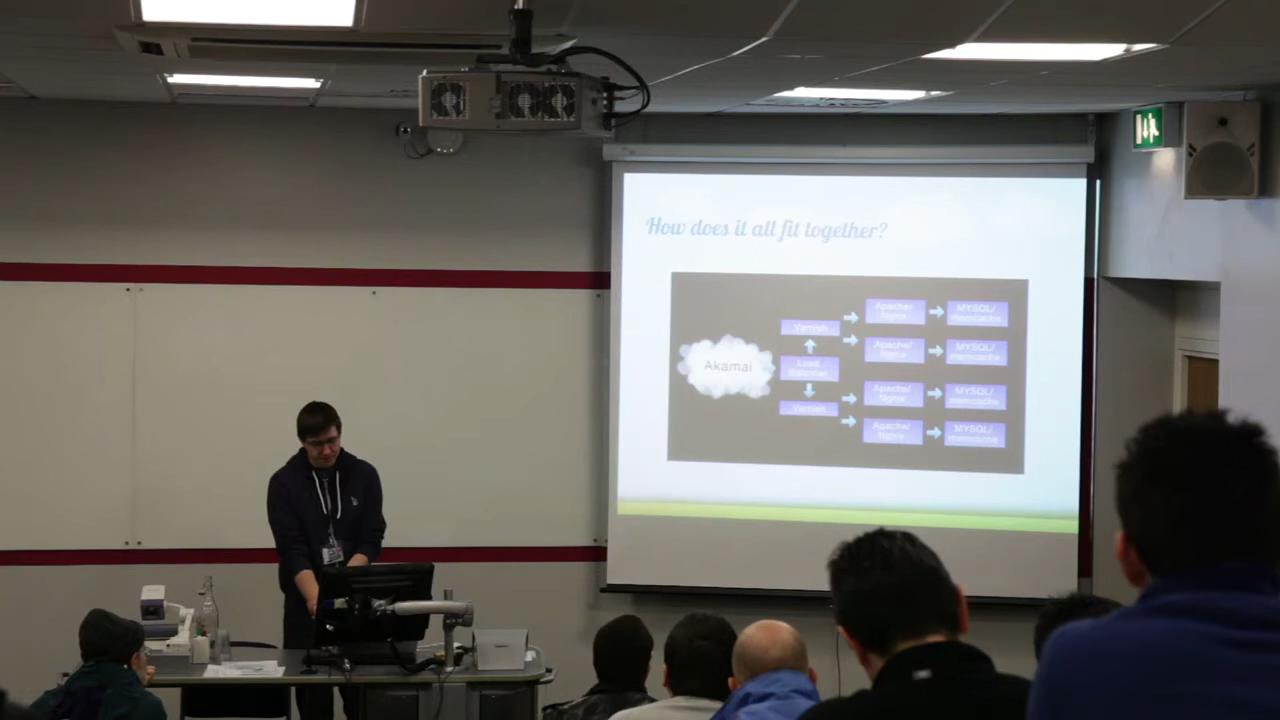 How does it all fit together?
Akamai
Varnish
Load
Balancer
Varnish
Apache/
Nginx
MYSQL/
memcache
Apache/
Nginx
MYSQL/
memcache
Apache/
Nginx
MYSQL/
memcache
Apache/
Nginx
MYSQL/
memcache